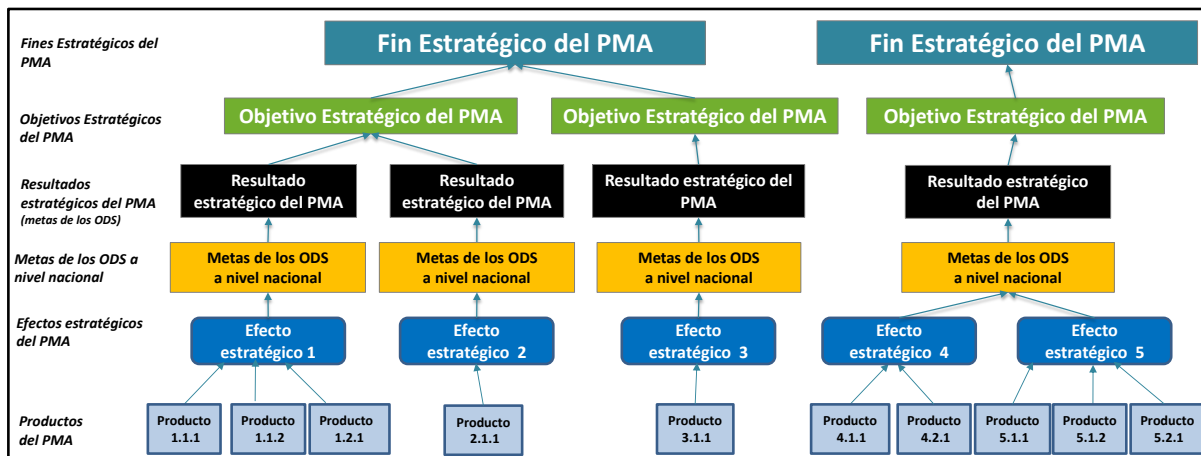 Fines Estratégicos del
PMA
Fin Estratégico del PMA
Fin Estratégico del PMA
Objetivos Estratégicos
del PMA
Objetivo Estratégico del PMA
Objetivo Estratégico del PMA
Objetivo Estratégico del PMA
Resultados
estratégicos del PMA
(metas de los ODS)
Resultado
estratégico del PMA
Resultado
estratégico del PMA
Resultado estratégico del
PMA
Resultado estratégico
del PMA
Metas de los ODS a
nivel nacional
Metas de los ODS
a nivel nacional
Metas de los ODS
a nivel nacional
Metas de los ODS
a nivel nacional
Metas de los ODS
a nivel nacional
Efectos estratégicos
del PMA
Efecto
estratégico 1
Efecto
estratégico 2
Efecto
estratégico 3
Efecto
estratégico 4
Efecto
estratégico 5
Productos
del PMA
Producto
1.1.1
Producto
1.1.2
Producto
1.2.1
Producto
2.1.1
Producto
3.1.1
Producto
4.1.1
Producto
4.2.1
Producto
5.1.1
Producto
5.1.2
Producto
5.2.1